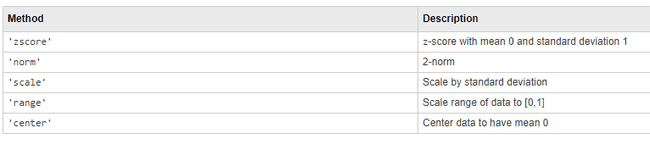 Method Description
'zscore' z-score with mean 0 and standard deviation 1
'norm' 2-norm
'scale' Scale by standard deviation
'range' Scale range of data to [0,1]
'center' Center data to have mean 0